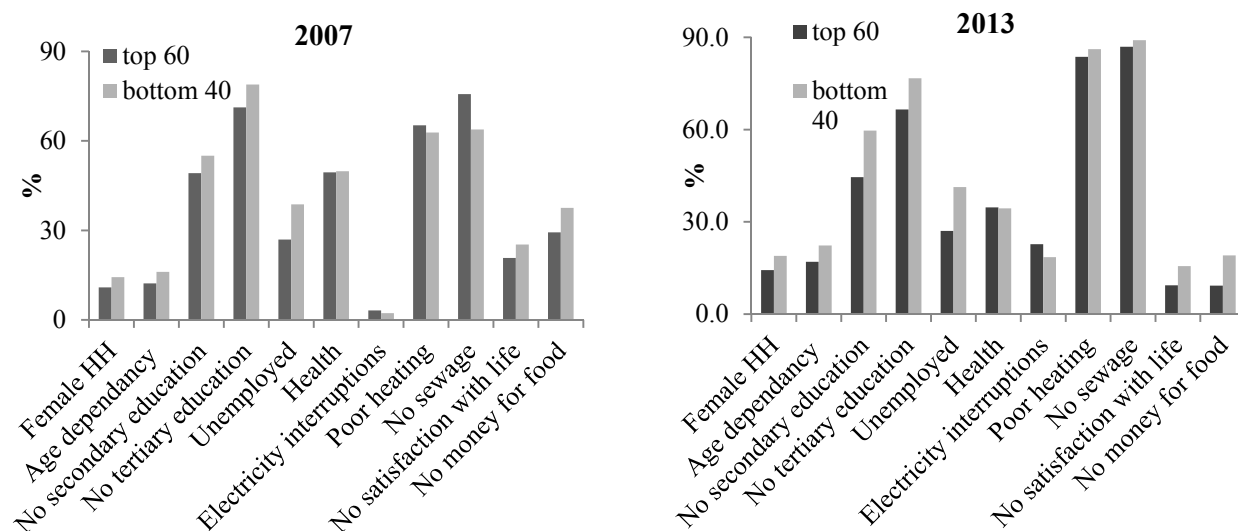 2007
top 60
bottom 40
90
60
30
0
%
Female HH
Age dependancy
No secondary education
No tertiary education
Unemployed
Health
Electricity interruptions
Poor heating
No sewage
No satisfaction with life
No money for food
2013
top 60
bottom
40
90.0
60.0
30.0
0.0
%
Female HH
Age dependancy
No secondary education
No tertiary education
Unemployed
Health
Electricity interruptions
Poor heating
No sewage
No satisfaction with life
No money for food